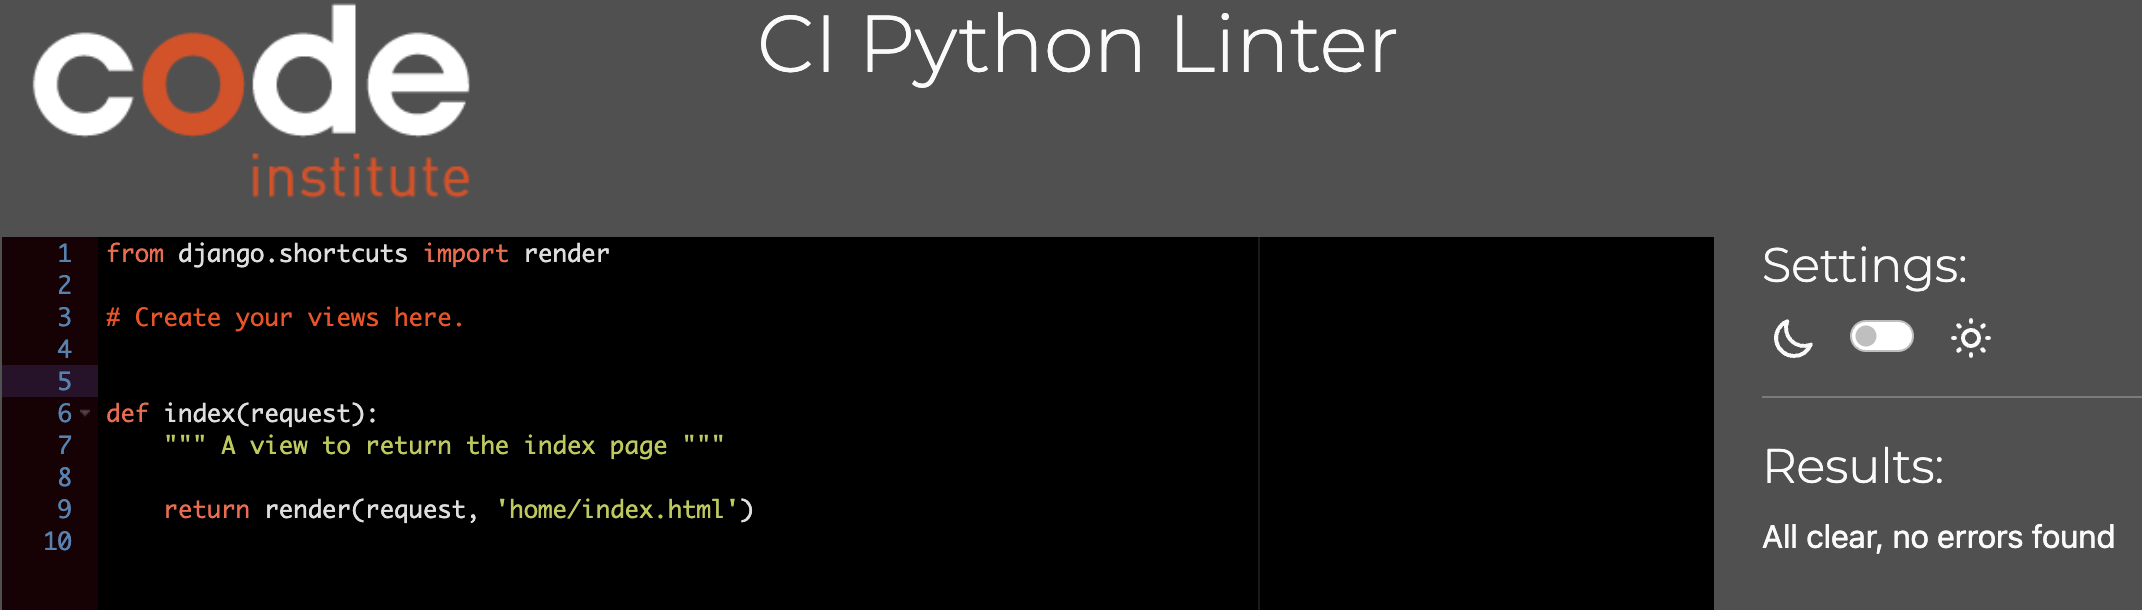 code
institute
CI Python Linter
1 from django.shortcuts import render
2
3 # Create your views here.
4
5
6 def index(request):
7     """ A view to return the index page """
8
9     return render(request, 'home/index.html')
10
Settings:
Results:
All clear, no errors found